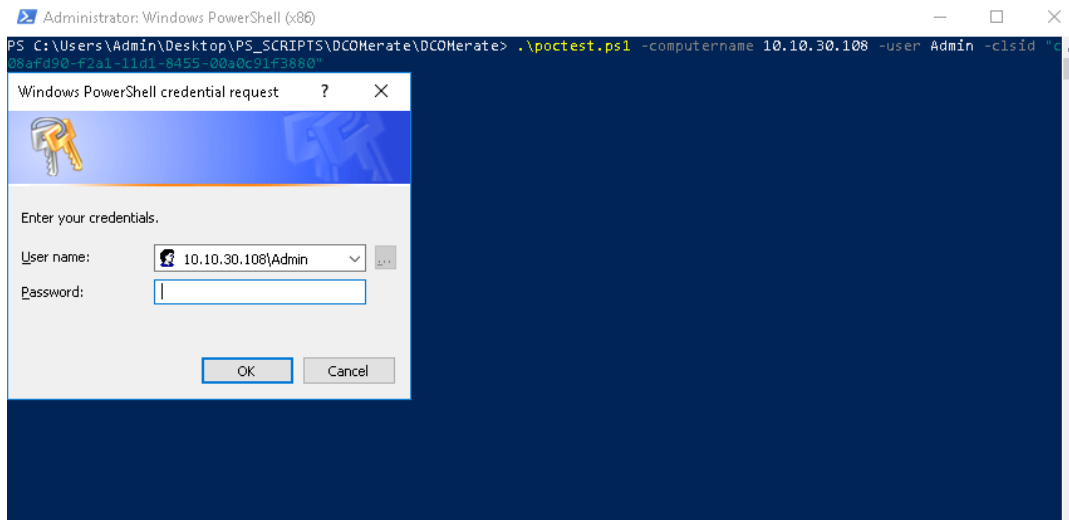 Administrator: Windows PowerShell (x86)
PS C:\Users\Admin\Desktop\PS_SCRIPTS\DCOMerate\DCOMerate> .\poctest.ps1 -computername 10.10.30.108 -user Admin -clsid "c
08afd90-f2a1-11d1-8455-00a0c91f3880"
Windows PowerShell credential request ?
Enter your credentials.
User name: 10.10.30.108\Admin ...
Password:
OK Cancel